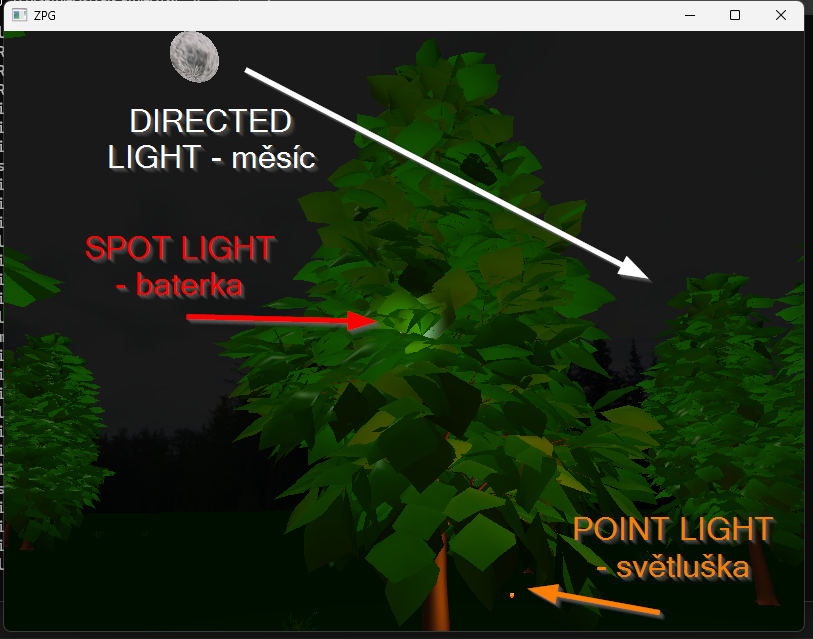 ZPG
DIRECTED
LIGHT - měsíc
SPOT LIGHT
- baterka
POINT LIGHT
- světluška